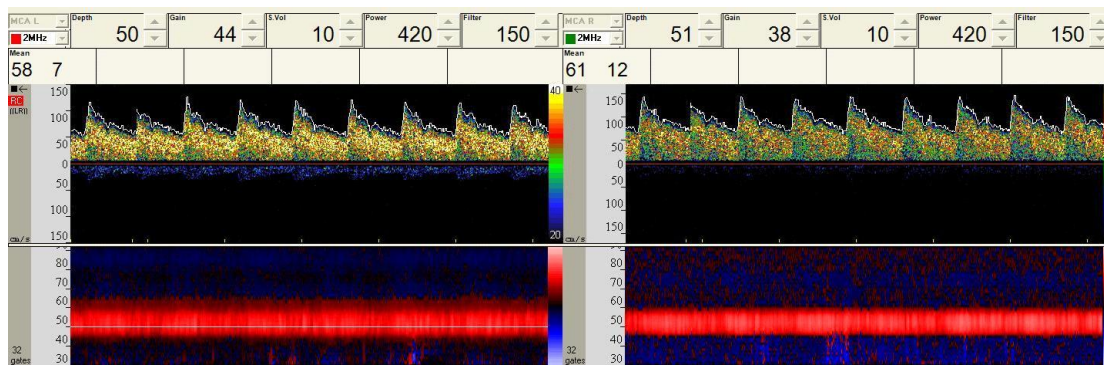 MCA L
Depth
50
Gain
44
S.Vol
10
Power
420
Filter
150
MCA R
Depth
51
Gain
38
S.Vol
10
Power
420
Filter
150
2MHz
2MHz
Mean
58 7
Mean
61 12
RC
((LR))
150
100
50
0
50
100
150
cm/s
40
20
150
100
50
0
50
100
150
cm/s
80
70
60
50
40
30
32
gates
80
70
60
50
40
30
32
gates